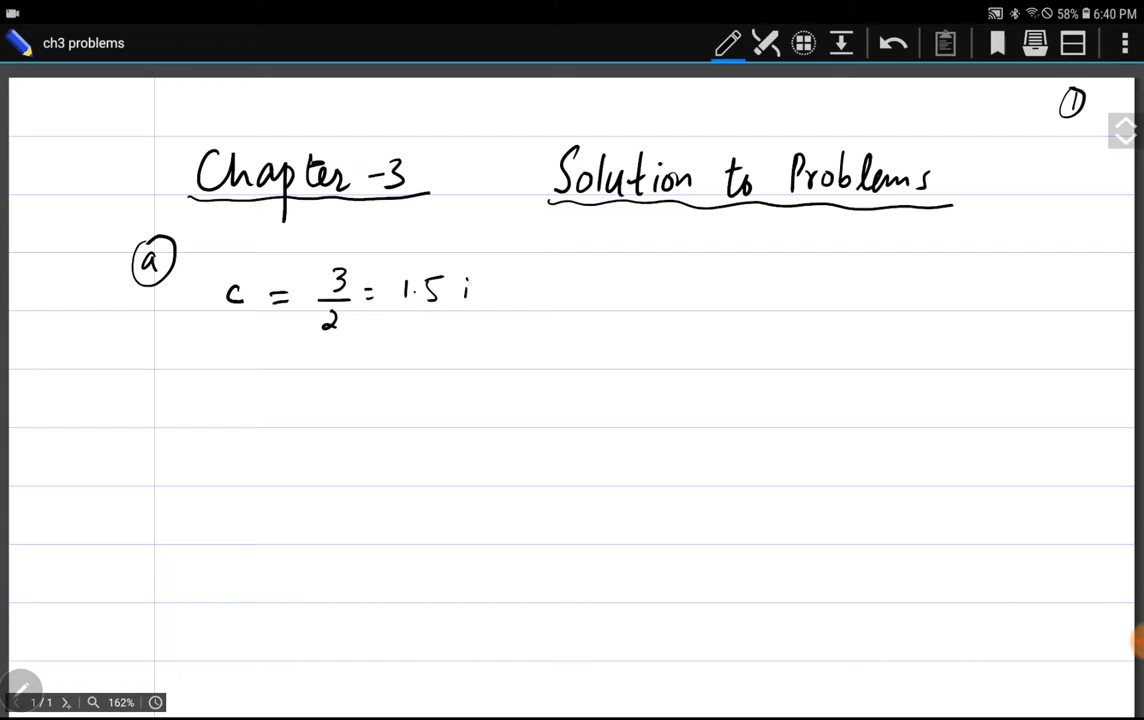 58% 6:40 PM
ch3 problems
1
Chapter -3 Solution to Problems
a
c = 3/2 = 1.5 i
1/1 162%